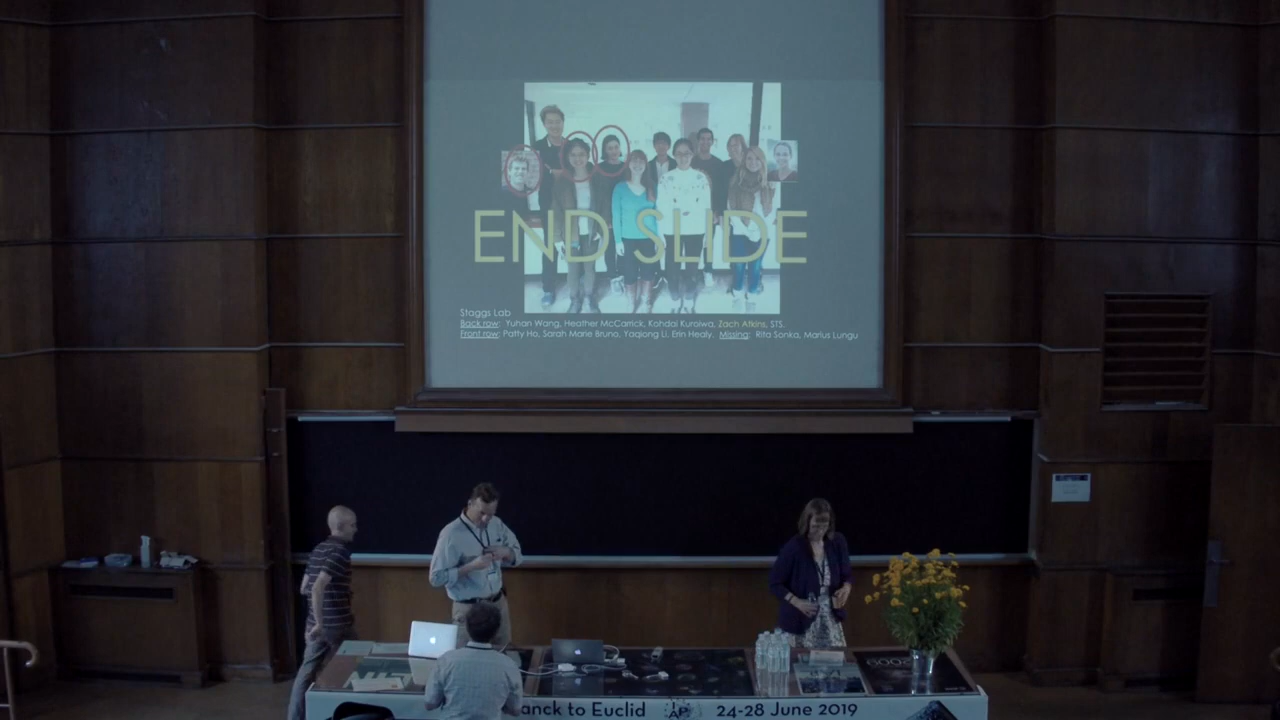 END SLIDE
Staggs Lab
Back row: Yuhan Wang, Heather McCarrick, Kohdai Kuroiwa, Zach Atkins, STS.
Front row: Patty Ho, Sarah Marie Bruno, Yaqiong Li, Erin Healy. Missing: Rita Sonka, Marius Lungu
anck to Euclid 24-28 June 2019